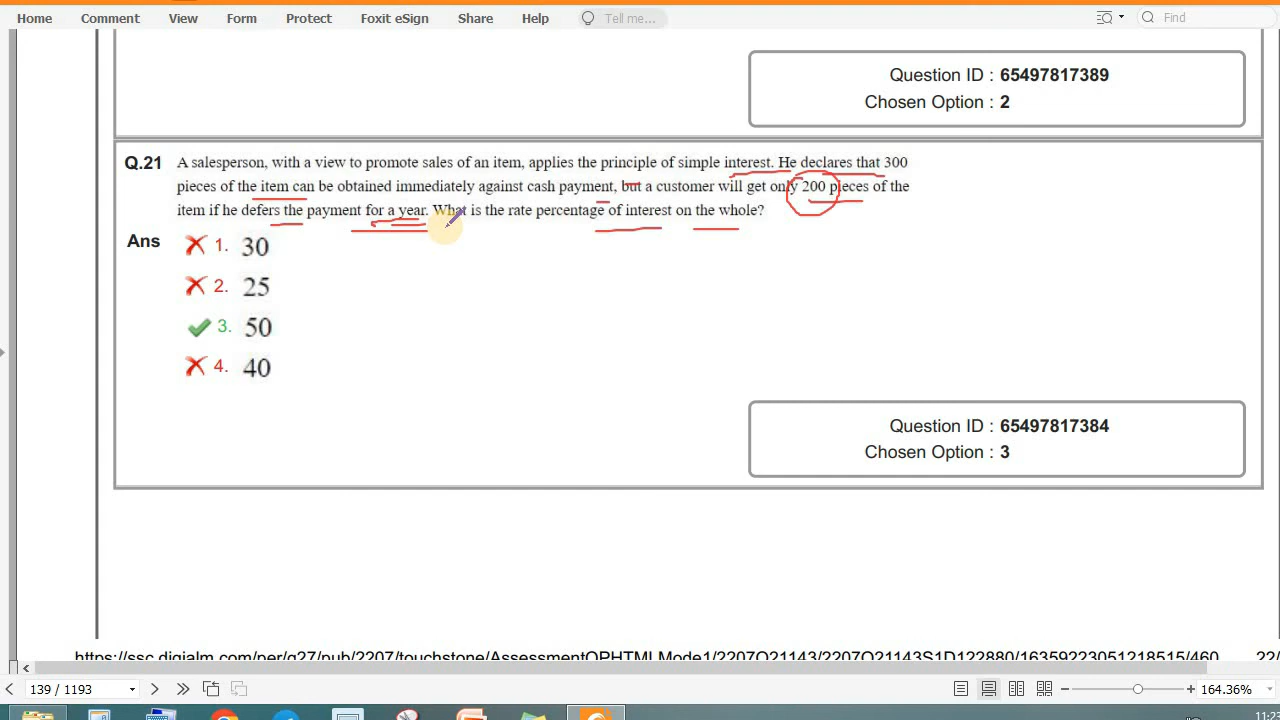 Home Comment View Form Protect Foxit eSign Share Help Tell me... Find
Question ID : 65497817389
Chosen Option : 2
Q.21 A salesperson, with a view to promote sales of an item, applies the principle of simple interest. He declares that 300
pieces of the item can be obtained immediately against cash payment, but a customer will get only 200 pieces of the
item if he defers the payment for a year. What is the rate percentage of interest on the whole?
Ans 1. 30
2. 25
3. 50
4. 40
Question ID : 65497817384
Chosen Option : 3
139 / 1193 164.36%